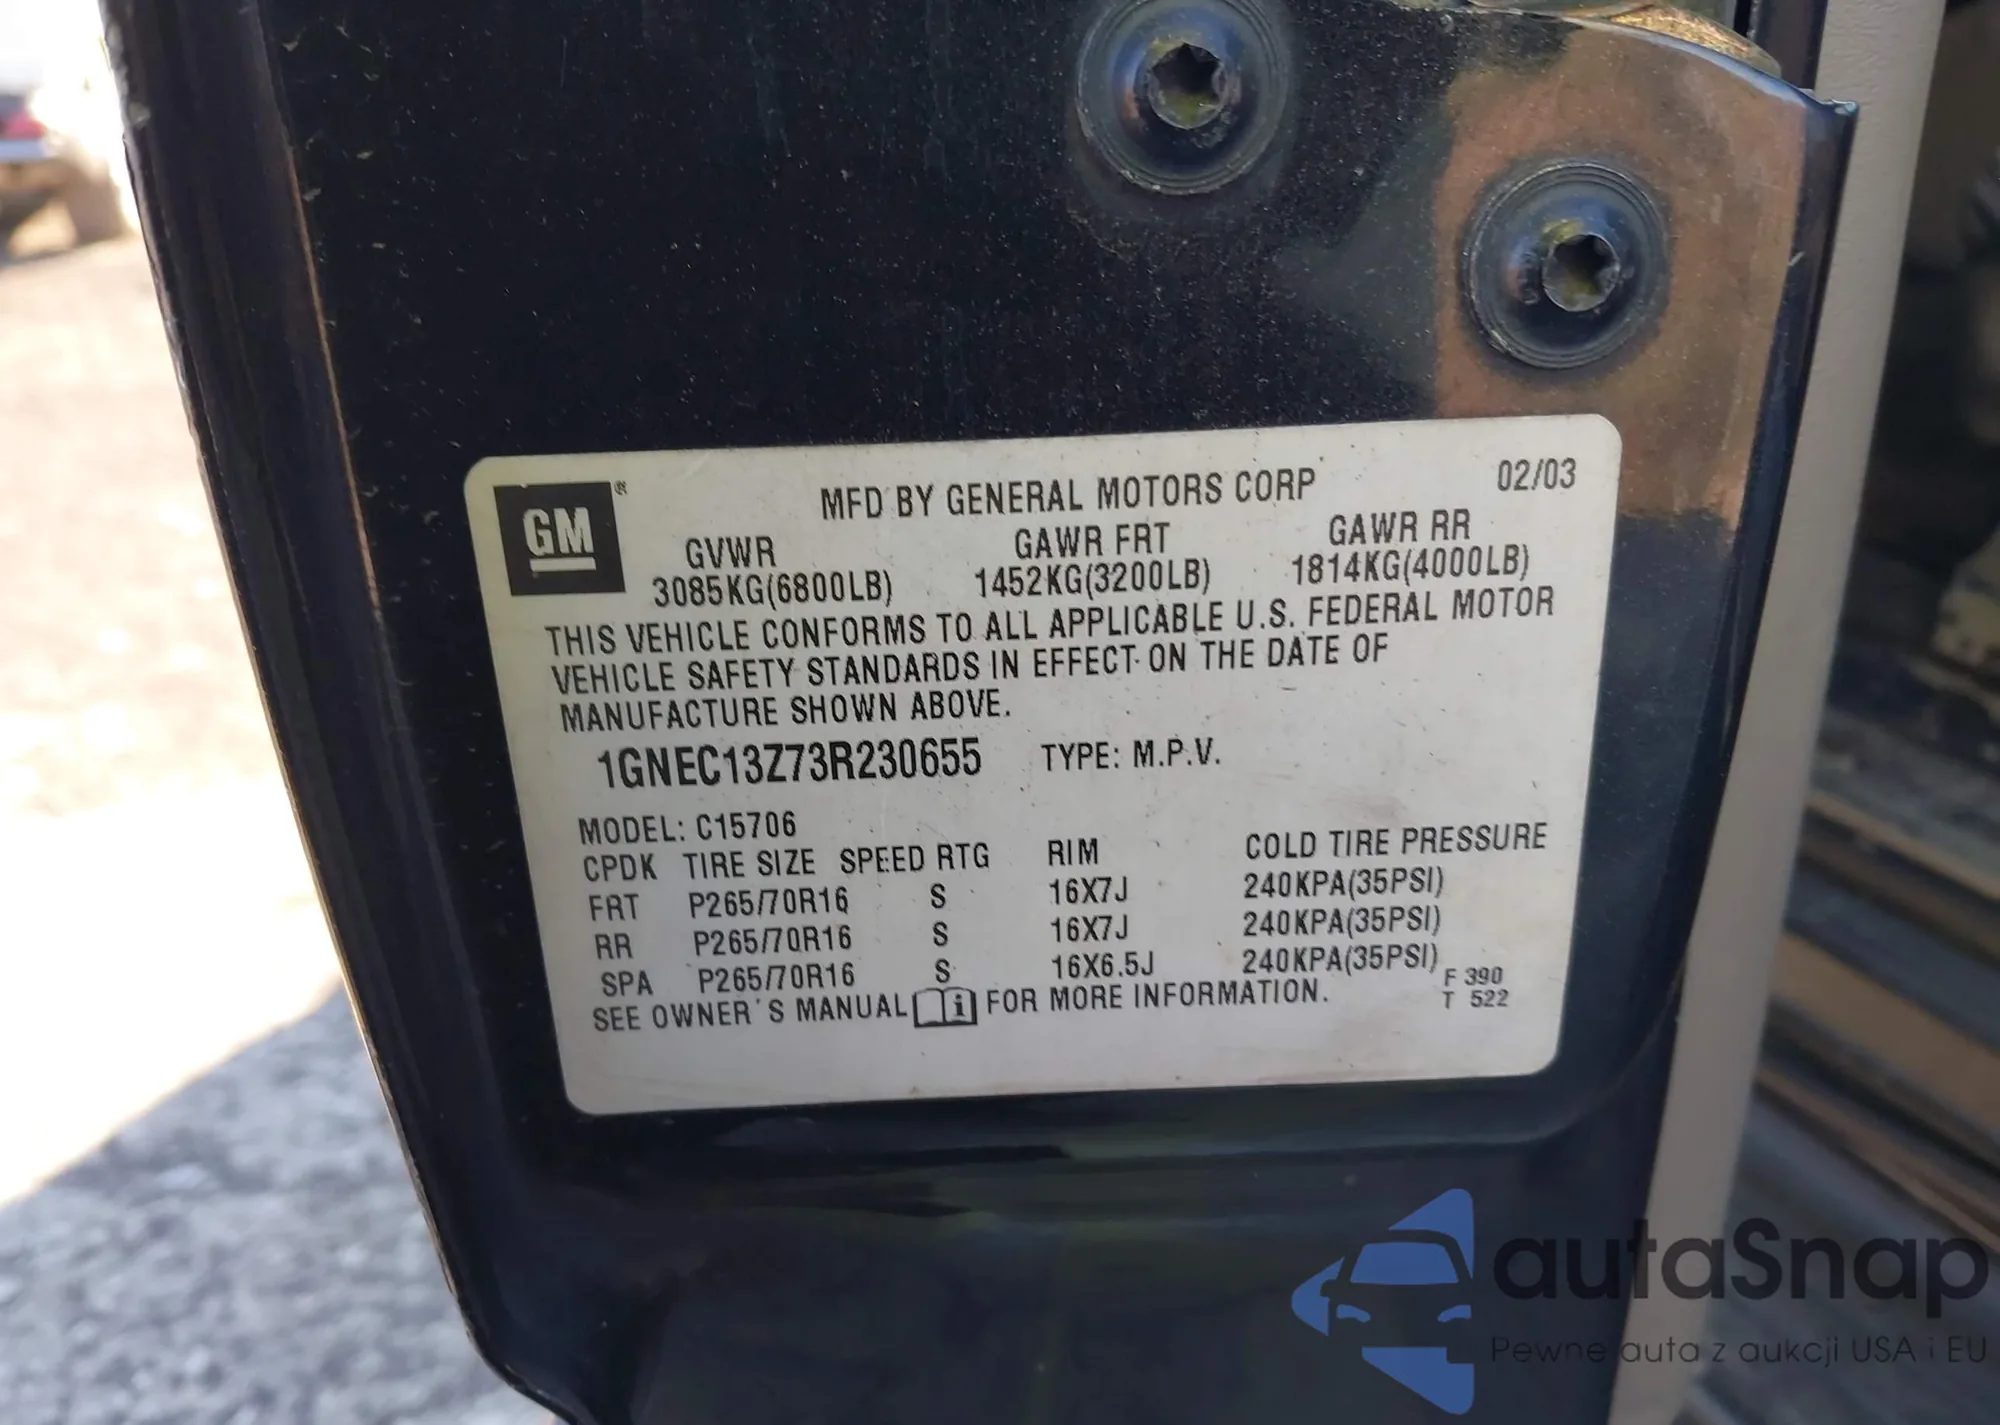 GM ®
MFD BY GENERAL MOTORS CORP 02/03
GVWR GAWR FRT GAWR RR
3085KG(6800LB) 1452KG(3200LB) 1814KG(4000LB)
THIS VEHICLE CONFORMS TO ALL APPLICABLE U.S. FEDERAL MOTOR
VEHICLE SAFETY STANDARDS IN EFFECT ON THE DATE OF
MANUFACTURE SHOWN ABOVE.
1GNEC13Z73R230655 TYPE: M.P.V.
MODEL: C15706
CPDK TIRE SIZE SPEED RTG RIM COLD TIRE PRESSURE
FRT P265/70R16 S 16X7J 240KPA(35PSI)
RR P265/70R16 S 16X7J 240KPA(35PSI)
SPA P265/70R16 S 16X6.5J 240KPA(35PSI)
SEE OWNER'S MANUAL i FOR MORE INFORMATION.
F 390
T 522
autaSnap
Pewne auta z aukcji USA i EU